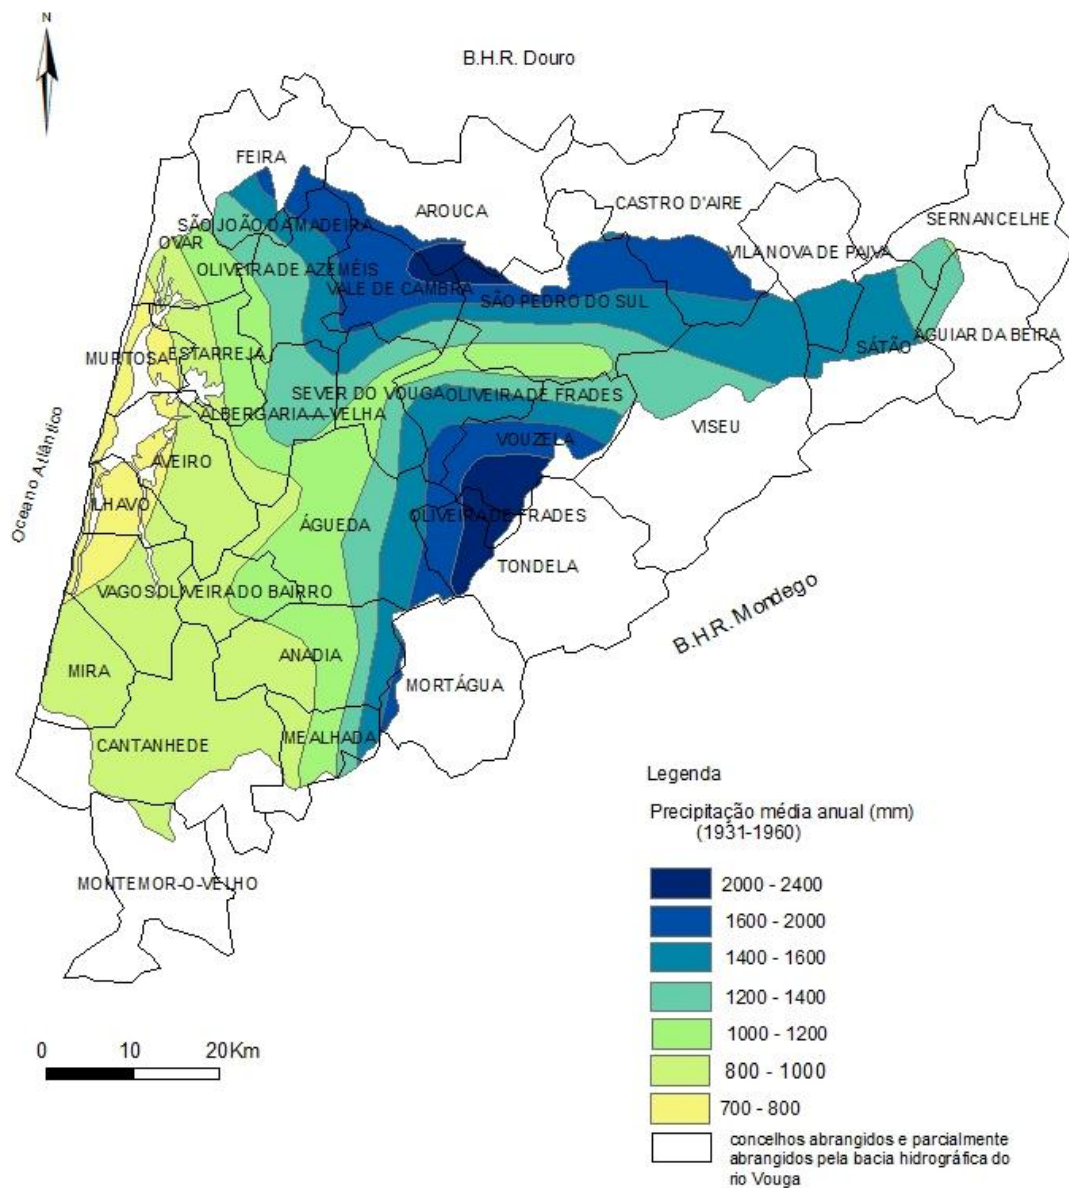 N
B.H.R. Douro
FEIRA
AROUCA
CASTRO D'AIRE
SERNANCELHE
SÃO JOÃO DA MADEIRA
OVAR
VILA NOVA DE PAIVA
OLIVEIRA DE AZEMÉIS
VALE DE CAMBRA
SÃO PEDRO DO SUL
AGUIAR DA BEIRA
SÁTÃO
MURTOSA
ESTARREJA
SEVER DO VOUGA
OLIVEIRA DE FRADES
ALBERGARIA-A-VELHA
VISEU
VOUZELA
AVEIRO
Oceano Atlântico
ILHAVO
ÁGUEDA
OLIVEIRA DE FRADES
TONDELA
VAGOS
OLIVEIRA DO BAIRRO
B.H.R. Mondego
ANADIA
MIRA
MORTÁGUA
CANTANHEDE
MEALHADA
MONTEMOR-O-VELHO
Legenda
Precipitação média anual (mm)
(1931-1960)
2000 - 2400
1600 - 2000
1400 - 1600
1200 - 1400
1000 - 1200
800 - 1000
700 - 800
concelhos abrangidos e parcialmente
abrangidos pela bacia hidrográfica do
rio Vouga
0 10 20Km